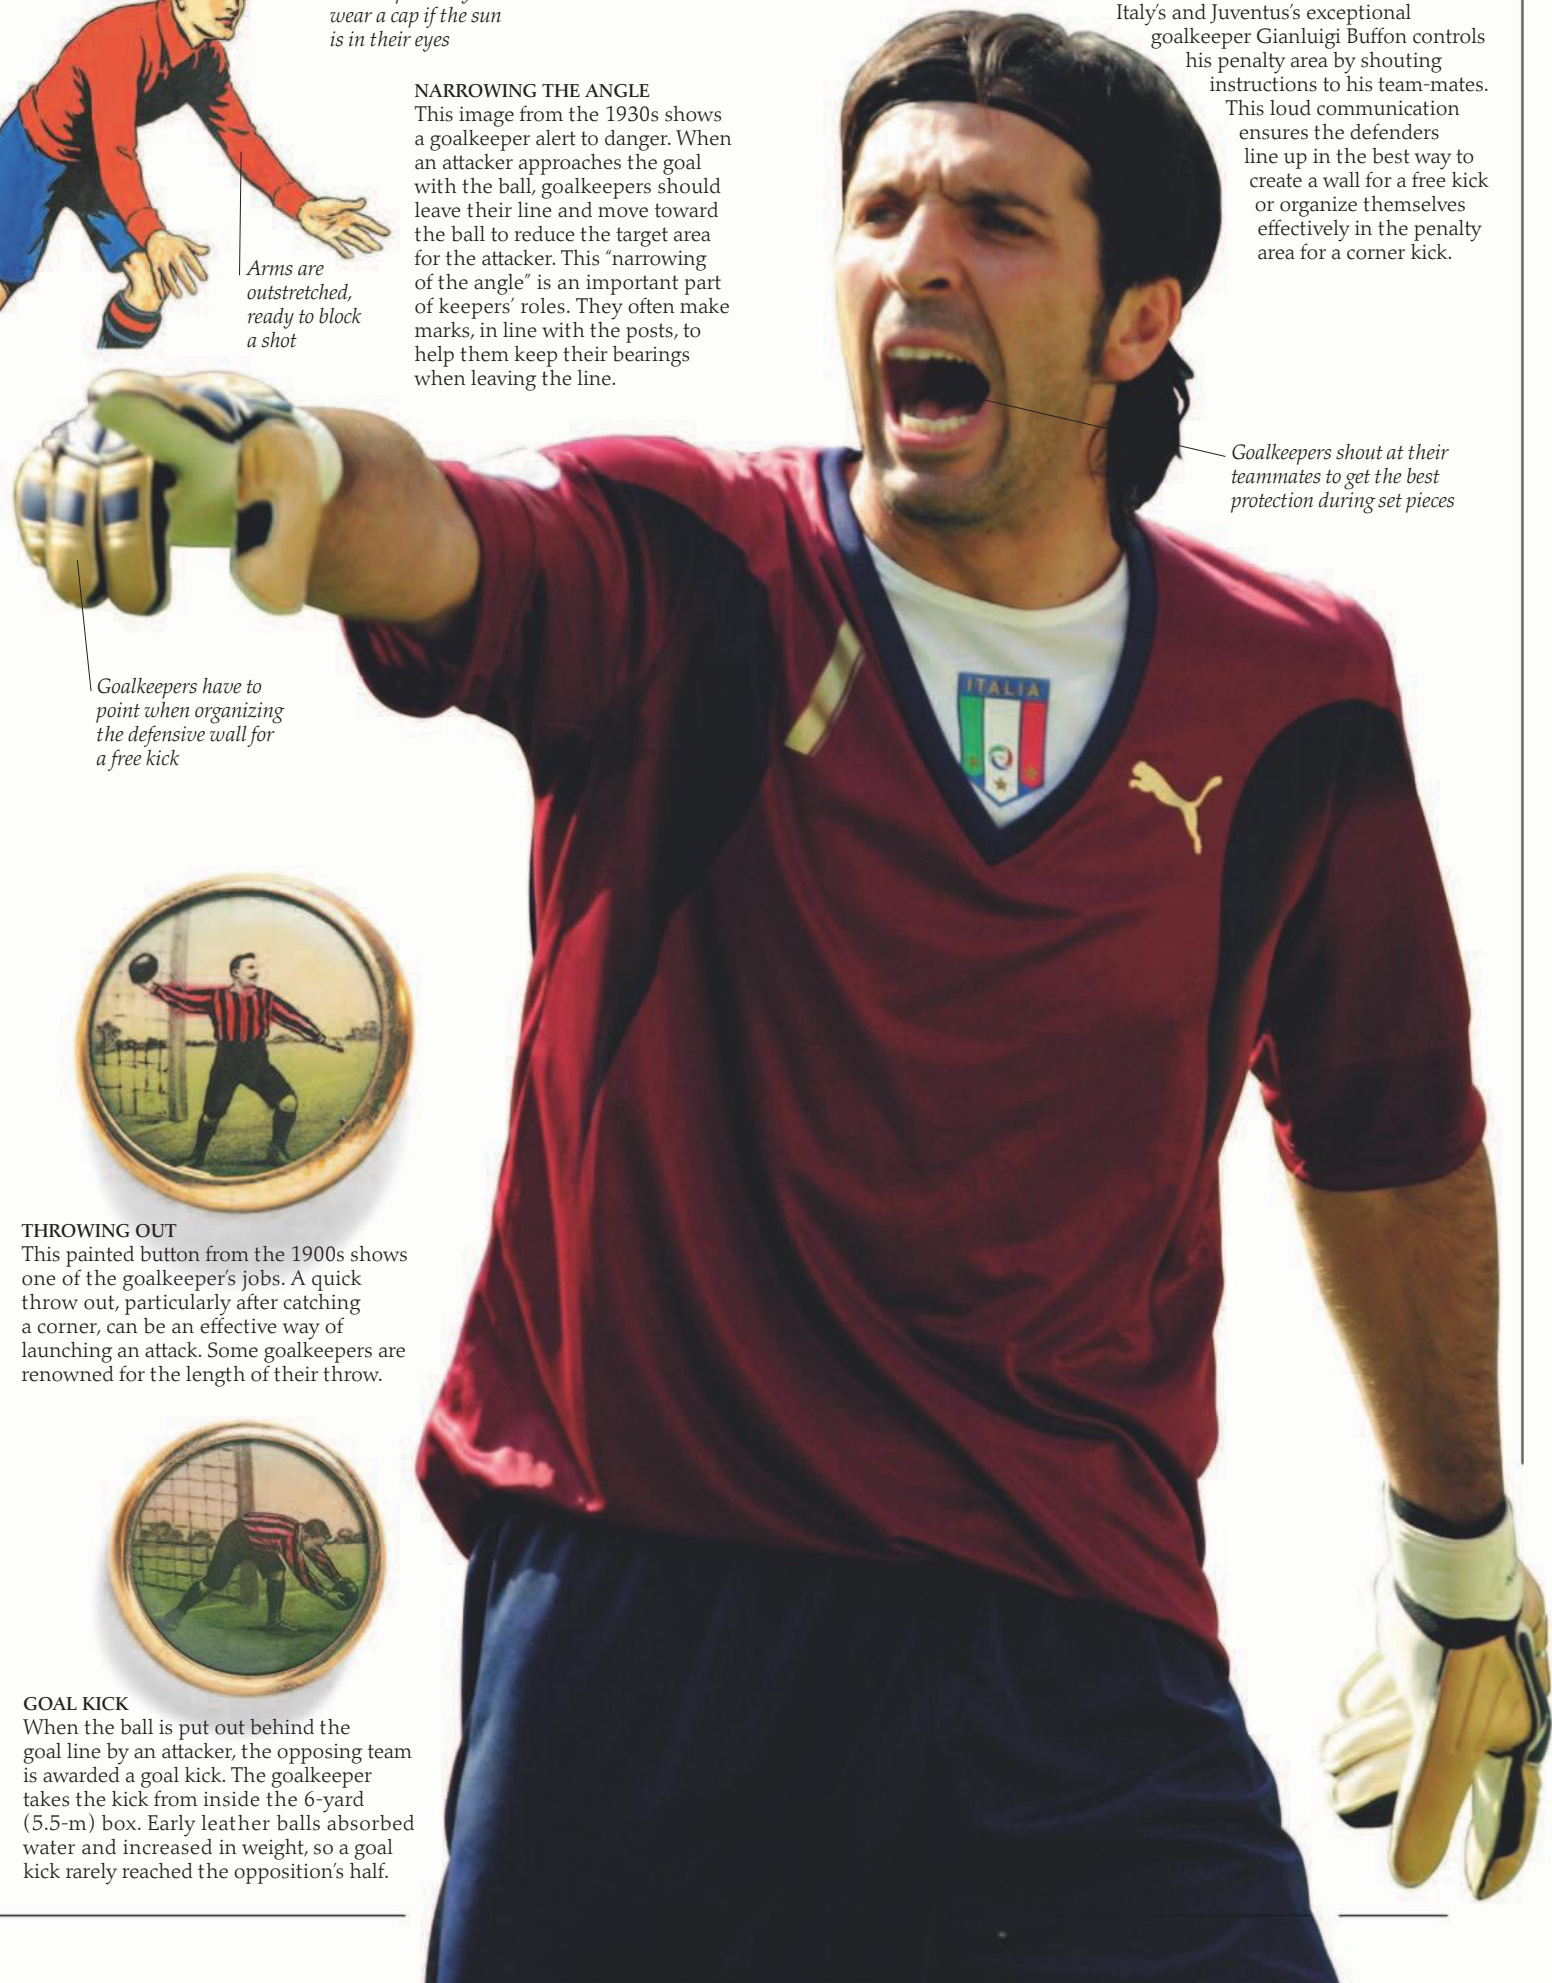 wear a cap if the sun
is in their eyes
NARROWING THE ANGLE
This image from the 1930s shows
a goalkeeper alert to danger. When
an attacker approaches the goal
with the ball, goalkeepers should
leave their line and move toward
the ball to reduce the target area
for the attacker. This “narrowing
of the angle” is an important part
of keepers’ roles. They often make
marks, in line with the posts, to
help them keep their bearings
when leaving the line.
Arms are
outstretched,
ready to block
a shot
Italy’s and Juventus’s exceptional
goalkeeper Gianluigi Buffon controls
his penalty area by shouting
instructions to his team-mates.
This loud communication
ensures the defenders
line up in the best way to
create a wall for a free kick
or organize themselves
effectively in the penalty
area for a corner kick.
Goalkeepers shout at their
teammates to get the best
protection during set pieces
Goalkeepers have to
point when organizing
the defensive wall for
a free kick
ITALIA
THROWING OUT
This painted button from the 1900s shows
one of the goalkeeper’s jobs. A quick
throw out, particularly after catching
a corner, can be an effective way of
launching an attack. Some goalkeepers are
renowned for the length of their throw.
GOAL KICK
When the ball is put out behind the
goal line by an attacker, the opposing team
is awarded a goal kick. The goalkeeper
takes the kick from inside the 6-yard
(5.5-m) box. Early leather balls absorbed
water and increased in weight, so a goal
kick rarely reached the opposition’s half.